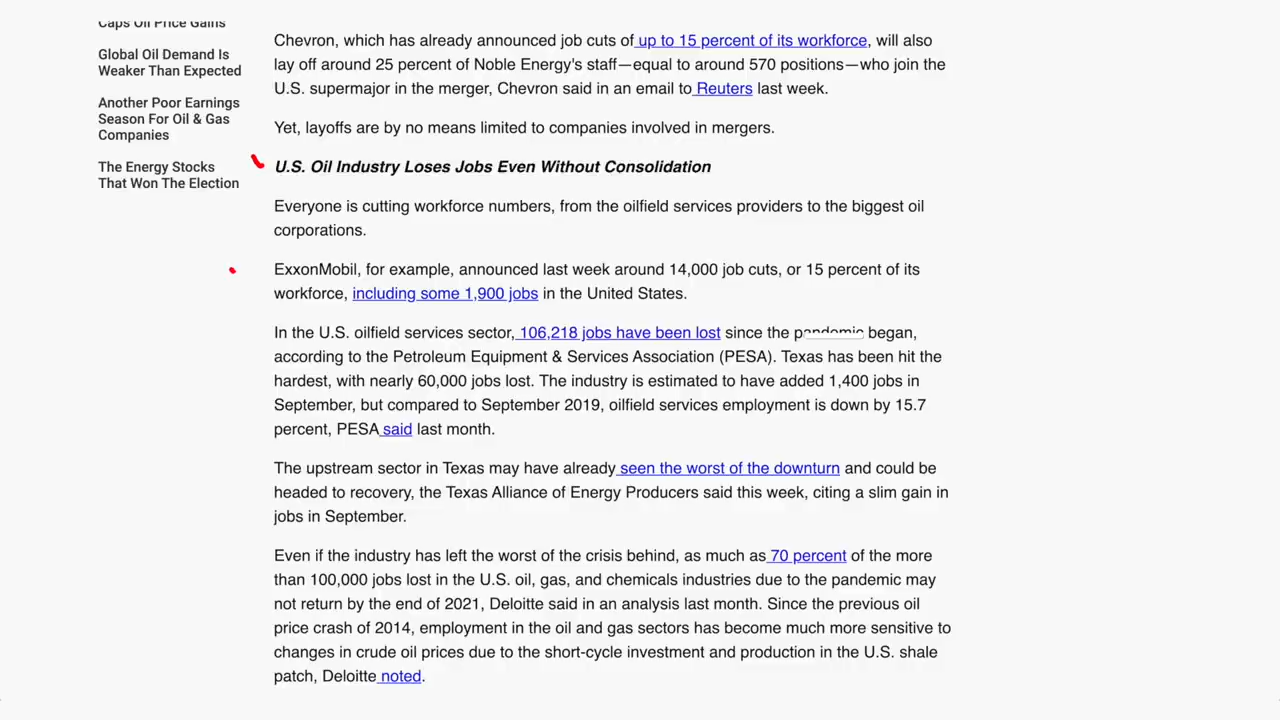 Caps Oil Price Gains
Global Oil Demand Is
Weaker Than Expected
Another Poor Earnings
Season For Oil & Gas
Companies
The Energy Stocks
That Won The Election
Chevron, which has already announced job cuts of up to 15 percent of its workforce, will also
lay off around 25 percent of Noble Energy's staff—equal to around 570 positions—who join the
U.S. supermajor in the merger, Chevron said in an email to Reuters last week.
Yet, layoffs are by no means limited to companies involved in mergers.
U.S. Oil Industry Loses Jobs Even Without Consolidation
Everyone is cutting workforce numbers, from the oilfield services providers to the biggest oil
corporations.
ExxonMobil, for example, announced last week around 14,000 job cuts, or 15 percent of its
workforce, including some 1,900 jobs in the United States.
In the U.S. oilfield services sector, 106,218 jobs have been lost since the pandemic began,
according to the Petroleum Equipment & Services Association (PESA). Texas has been hit the
hardest, with nearly 60,000 jobs lost. The industry is estimated to have added 1,400 jobs in
September, but compared to September 2019, oilfield services employment is down by 15.7
percent, PESA said last month.
The upstream sector in Texas may have already seen the worst of the downturn and could be
headed to recovery, the Texas Alliance of Energy Producers said this week, citing a slim gain in
jobs in September.
Even if the industry has left the worst of the crisis behind, as much as 70 percent of the more
than 100,000 jobs lost in the U.S. oil, gas, and chemicals industries due to the pandemic may
not return by the end of 2021, Deloitte said in an analysis last month. Since the previous oil
price crash of 2014, employment in the oil and gas sectors has become much more sensitive to
changes in crude oil prices due to the short-cycle investment and production in the U.S. shale
patch, Deloitte noted.